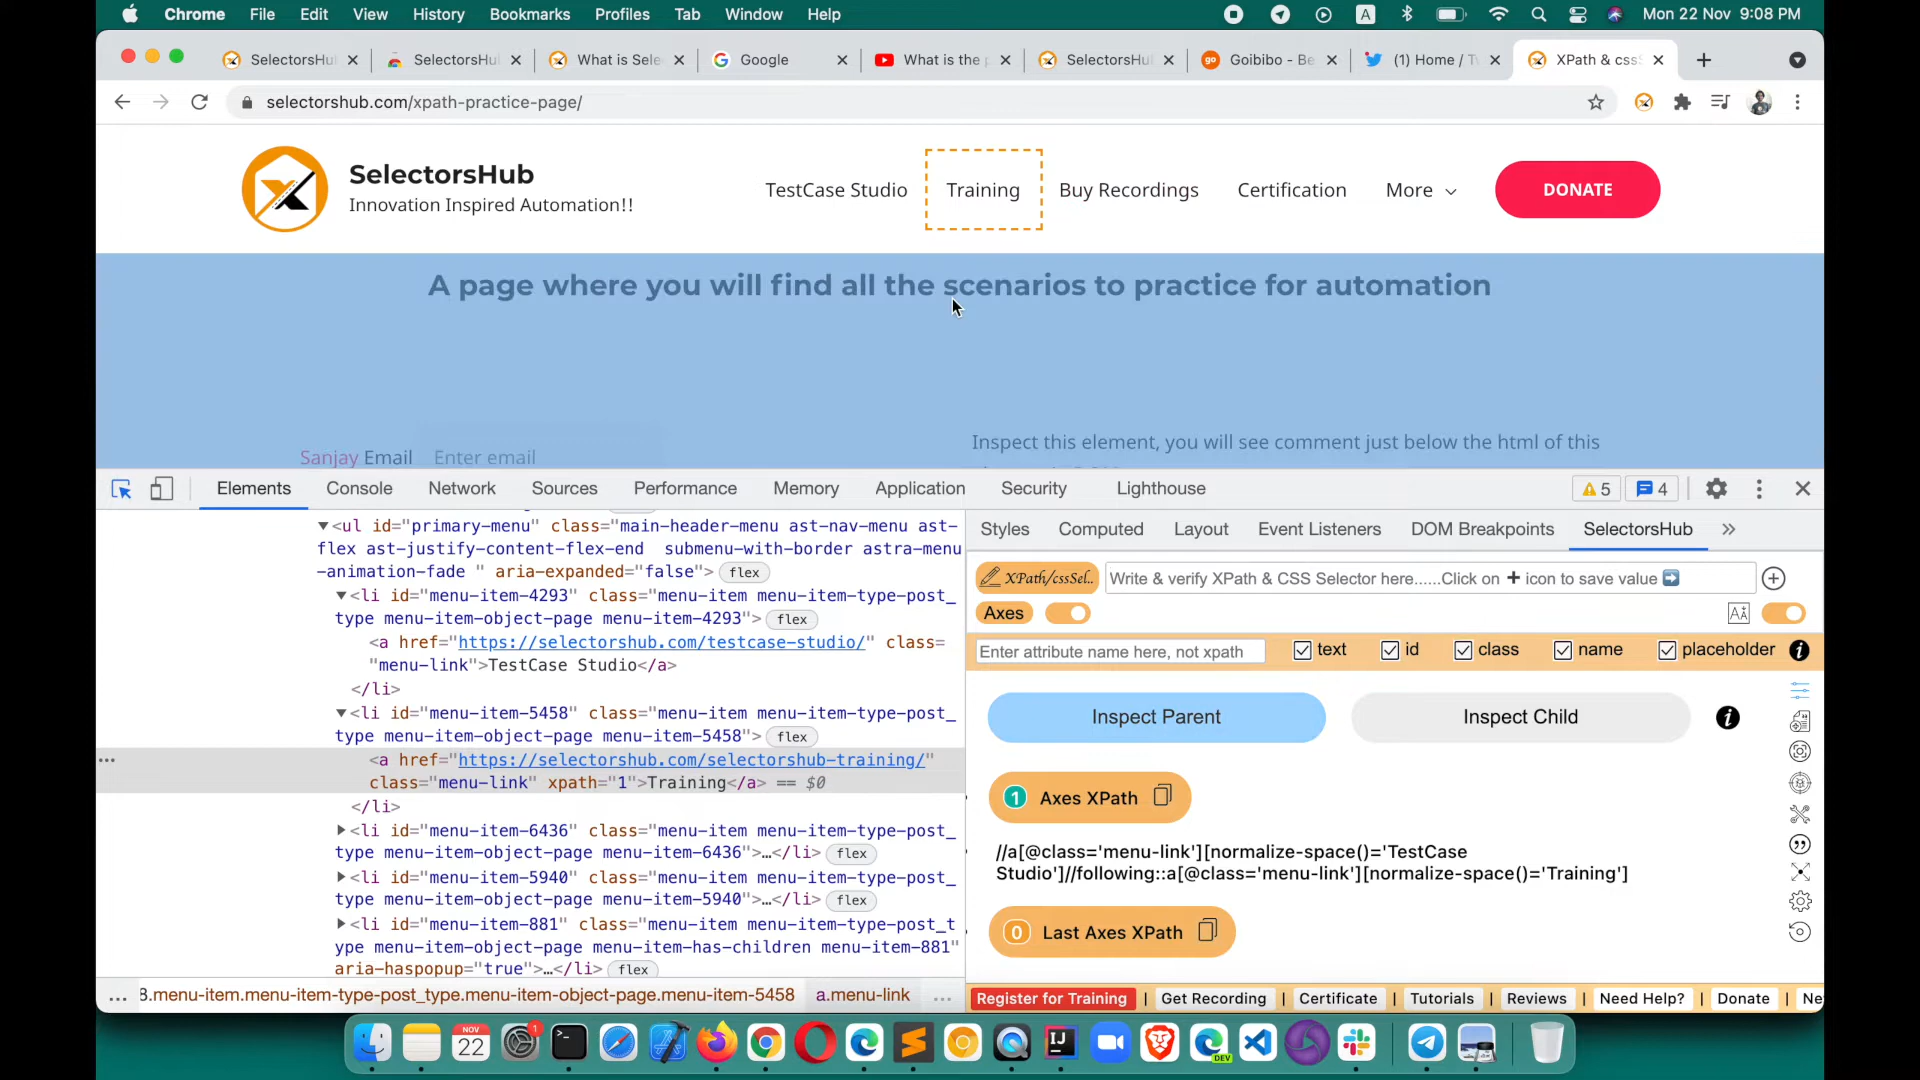 Chrome File Edit View History Bookmarks Profiles Tab Window Help A Mon 22 Nov 9:08 PM
SelectorsHu SelectorsHu What is Sele Google What is the SelectorsHu go Goibibo - Be (1) Home / T XPath & css
selectorshub.com/xpath-practice-page/
SelectorsHub
Innovation Inspired Automation!!
TestCase Studio Training Buy Recordings Certification More DONATE
A page where you will find all the scenarios to practice for automation
Sanjay Email Enter email
Inspect this element, you will see comment just below the html of this
Elements Console Network Sources Performance Memory Application Security Lighthouse 5 4
▼<ul id="primary-menu" class="main-header-menu ast-nav-menu ast-
flex ast-justify-content-flex-end submenu-with-border astra-menu
-animation-fade " aria-expanded="false"> flex
▼<li id="menu-item-4293" class="menu-item menu-item-type-post_
type menu-item-object-page menu-item-4293"> flex
<a href="https://selectorshub.com/testcase-studio/" class=
"menu-link">TestCase Studio</a>
</li>
▼<li id="menu-item-5458" class="menu-item menu-item-type-post_
type menu-item-object-page menu-item-5458"> flex
… <a href="https://selectorshub.com/selectorshub-training/"
class="menu-link" xpath="1">Training</a> == $0
</li>
▶<li id="menu-item-6436" class="menu-item menu-item-type-post_
type menu-item-object-page menu-item-6436">…</li> flex
▶<li id="menu-item-5940" class="menu-item menu-item-type-post_
type menu-item-object-page menu-item-5940">…</li> flex
▶<li id="menu-item-881" class="menu-item menu-item-type-post_t
ype menu-item-object-page menu-item-has-children menu-item-881"
aria-haspopup="true">…</li> flex
… 3.menu-item.menu-item-type-post_type.menu-item-object-page.menu-item-5458 a.menu-link …
Styles Computed Layout Event Listeners DOM Breakpoints SelectorsHub »
XPath/cssSel.. Write & verify XPath & CSS Selector here......Click on + icon to save value
Axes
Enter attribute name here, not xpath text id class name placeholder
Inspect Parent Inspect Child
1 Axes XPath
//a[@class='menu-link'][normalize-space()='TestCase
Studio']//following::a[@class='menu-link'][normalize-space()='Training']
0 Last Axes XPath
Register for Training | Get Recording | Certificate | Tutorials | Reviews | Need Help? | Donate | Ne
NOV
22
1
IJ
DEV